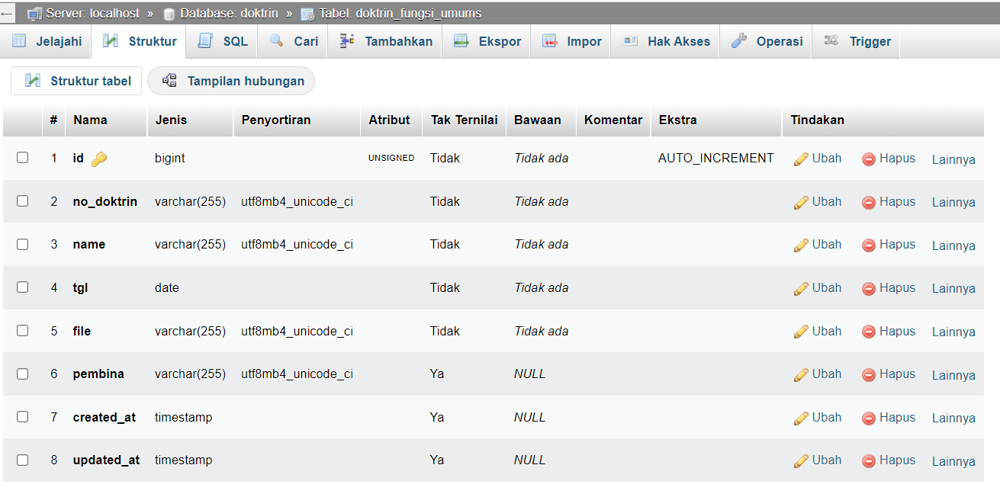 ← Server: localhost » Database: doktrin » Tabel: doktrin_fungsi_umums
Jelajahi Struktur SQL Cari Tambahkan Ekspor Impor Hak Akses Operasi Trigger
Struktur tabel Tampilan hubungan
# Nama Jenis Penyortiran Atribut Tak Ternilai Bawaan Komentar Ekstra Tindakan
1 id bigint UNSIGNED Tidak Tidak ada AUTO_INCREMENT Ubah Hapus Lainnya
2 no_doktrin varchar(255) utf8mb4_unicode_ci Tidak Tidak ada Ubah Hapus Lainnya
3 name varchar(255) utf8mb4_unicode_ci Tidak Tidak ada Ubah Hapus Lainnya
4 tgl date Tidak Tidak ada Ubah Hapus Lainnya
5 file varchar(255) utf8mb4_unicode_ci Tidak Tidak ada Ubah Hapus Lainnya
6 pembina varchar(255) utf8mb4_unicode_ci Ya NULL Ubah Hapus Lainnya
7 created_at timestamp Ya NULL Ubah Hapus Lainnya
8 updated_at timestamp Ya NULL Ubah Hapus Lainnya